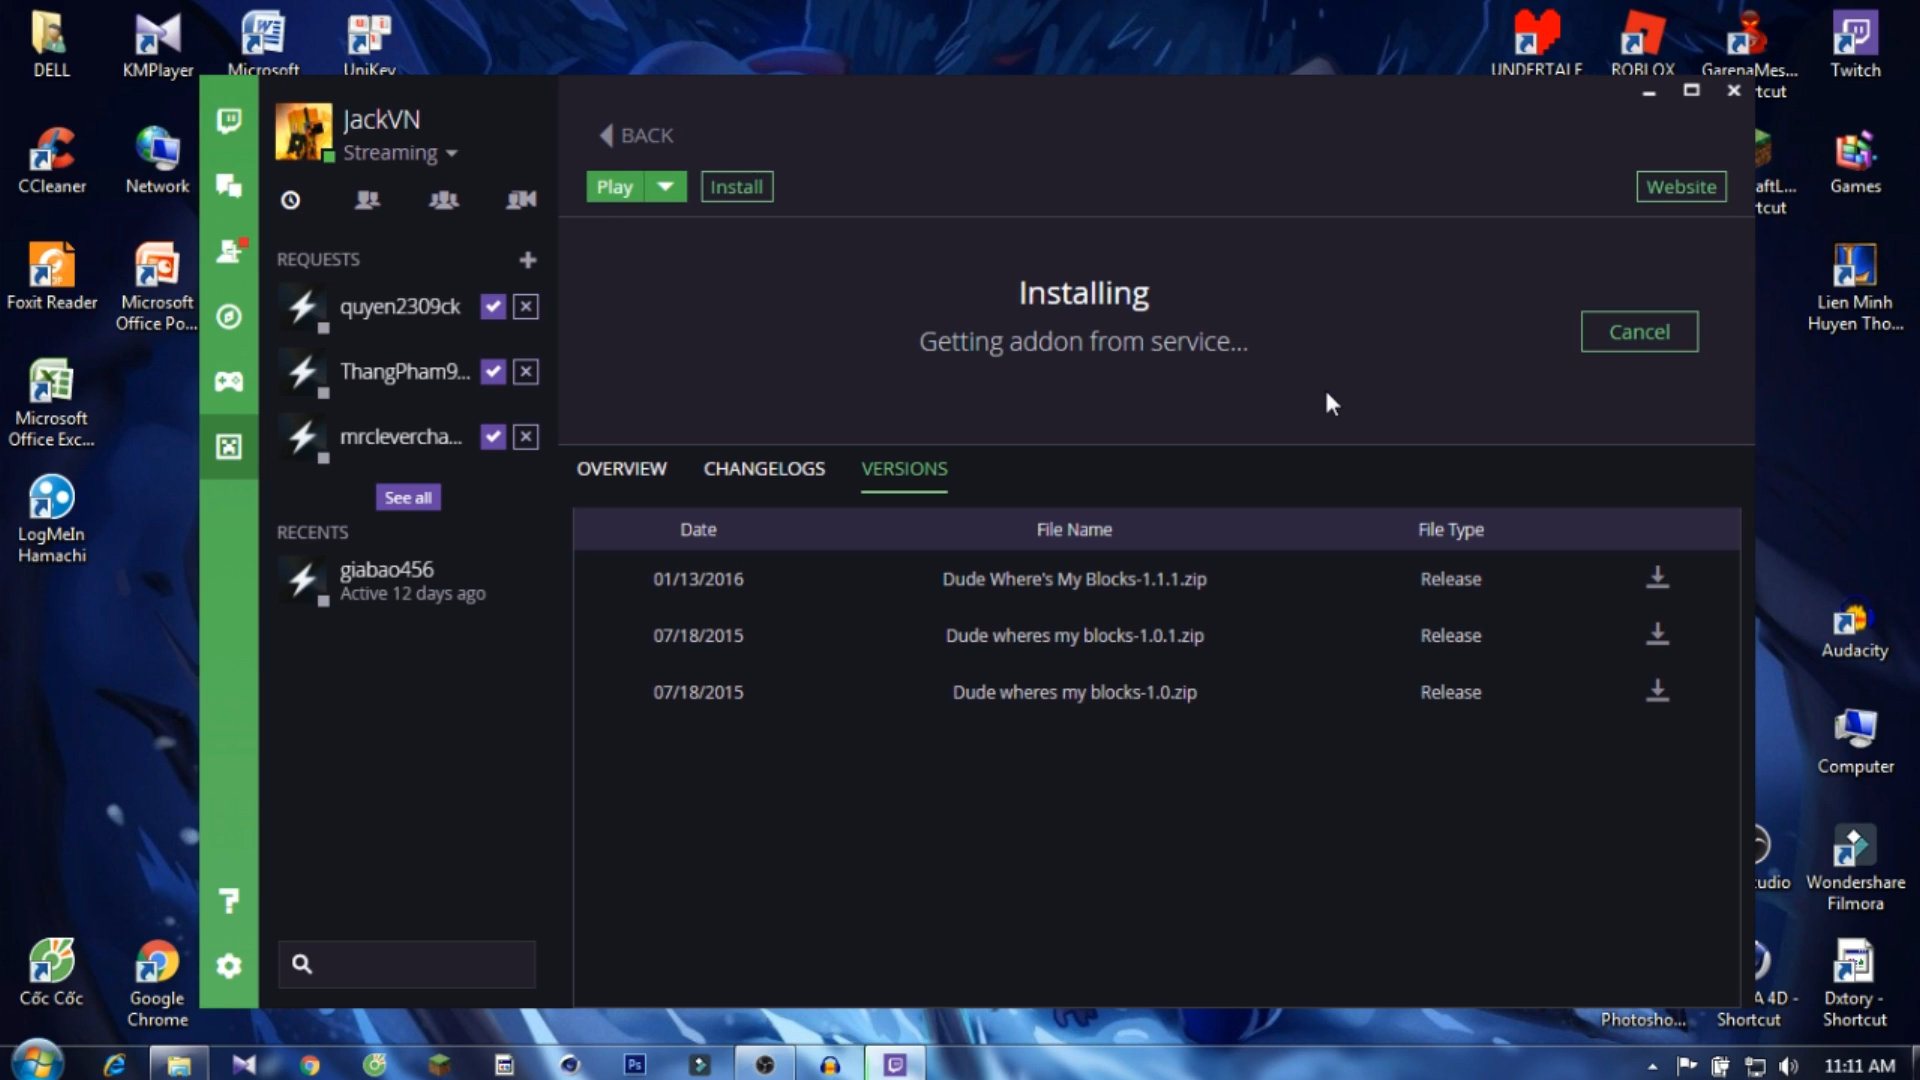 DELL
KMPlayer
Microsoft
UniKey
UNDERTALE
ROBLOX
GarenaMes...
tcut
Twitch
CCleaner
Network
aftL...
tcut
Games
Foxit Reader
Microsoft
Office Po...
Lien Minh
Huyen Tho...
Microsoft
Office Exc...
LogMeIn
Hamachi
Audacity
Computer
udio
Wondershare
Filmora
Cốc Cốc
Google
Chrome
Photosho...
A 4D -
Shortcut
Dxtory -
Shortcut
JackVN
Streaming
REQUESTS
quyen2309ck
ThangPham9...
mrclevercha...
See all
RECENTS
giabao456
Active 12 days ago
BACK
Play
Install
Website
Installing
Getting addon from service...
Cancel
OVERVIEW CHANGELOGS VERSIONS
Date File Name File Type
01/13/2016 Dude Where's My Blocks-1.1.1.zip Release
07/18/2015 Dude wheres my blocks-1.0.1.zip Release
07/18/2015 Dude wheres my blocks-1.0.zip Release
Ps
11:11 AM